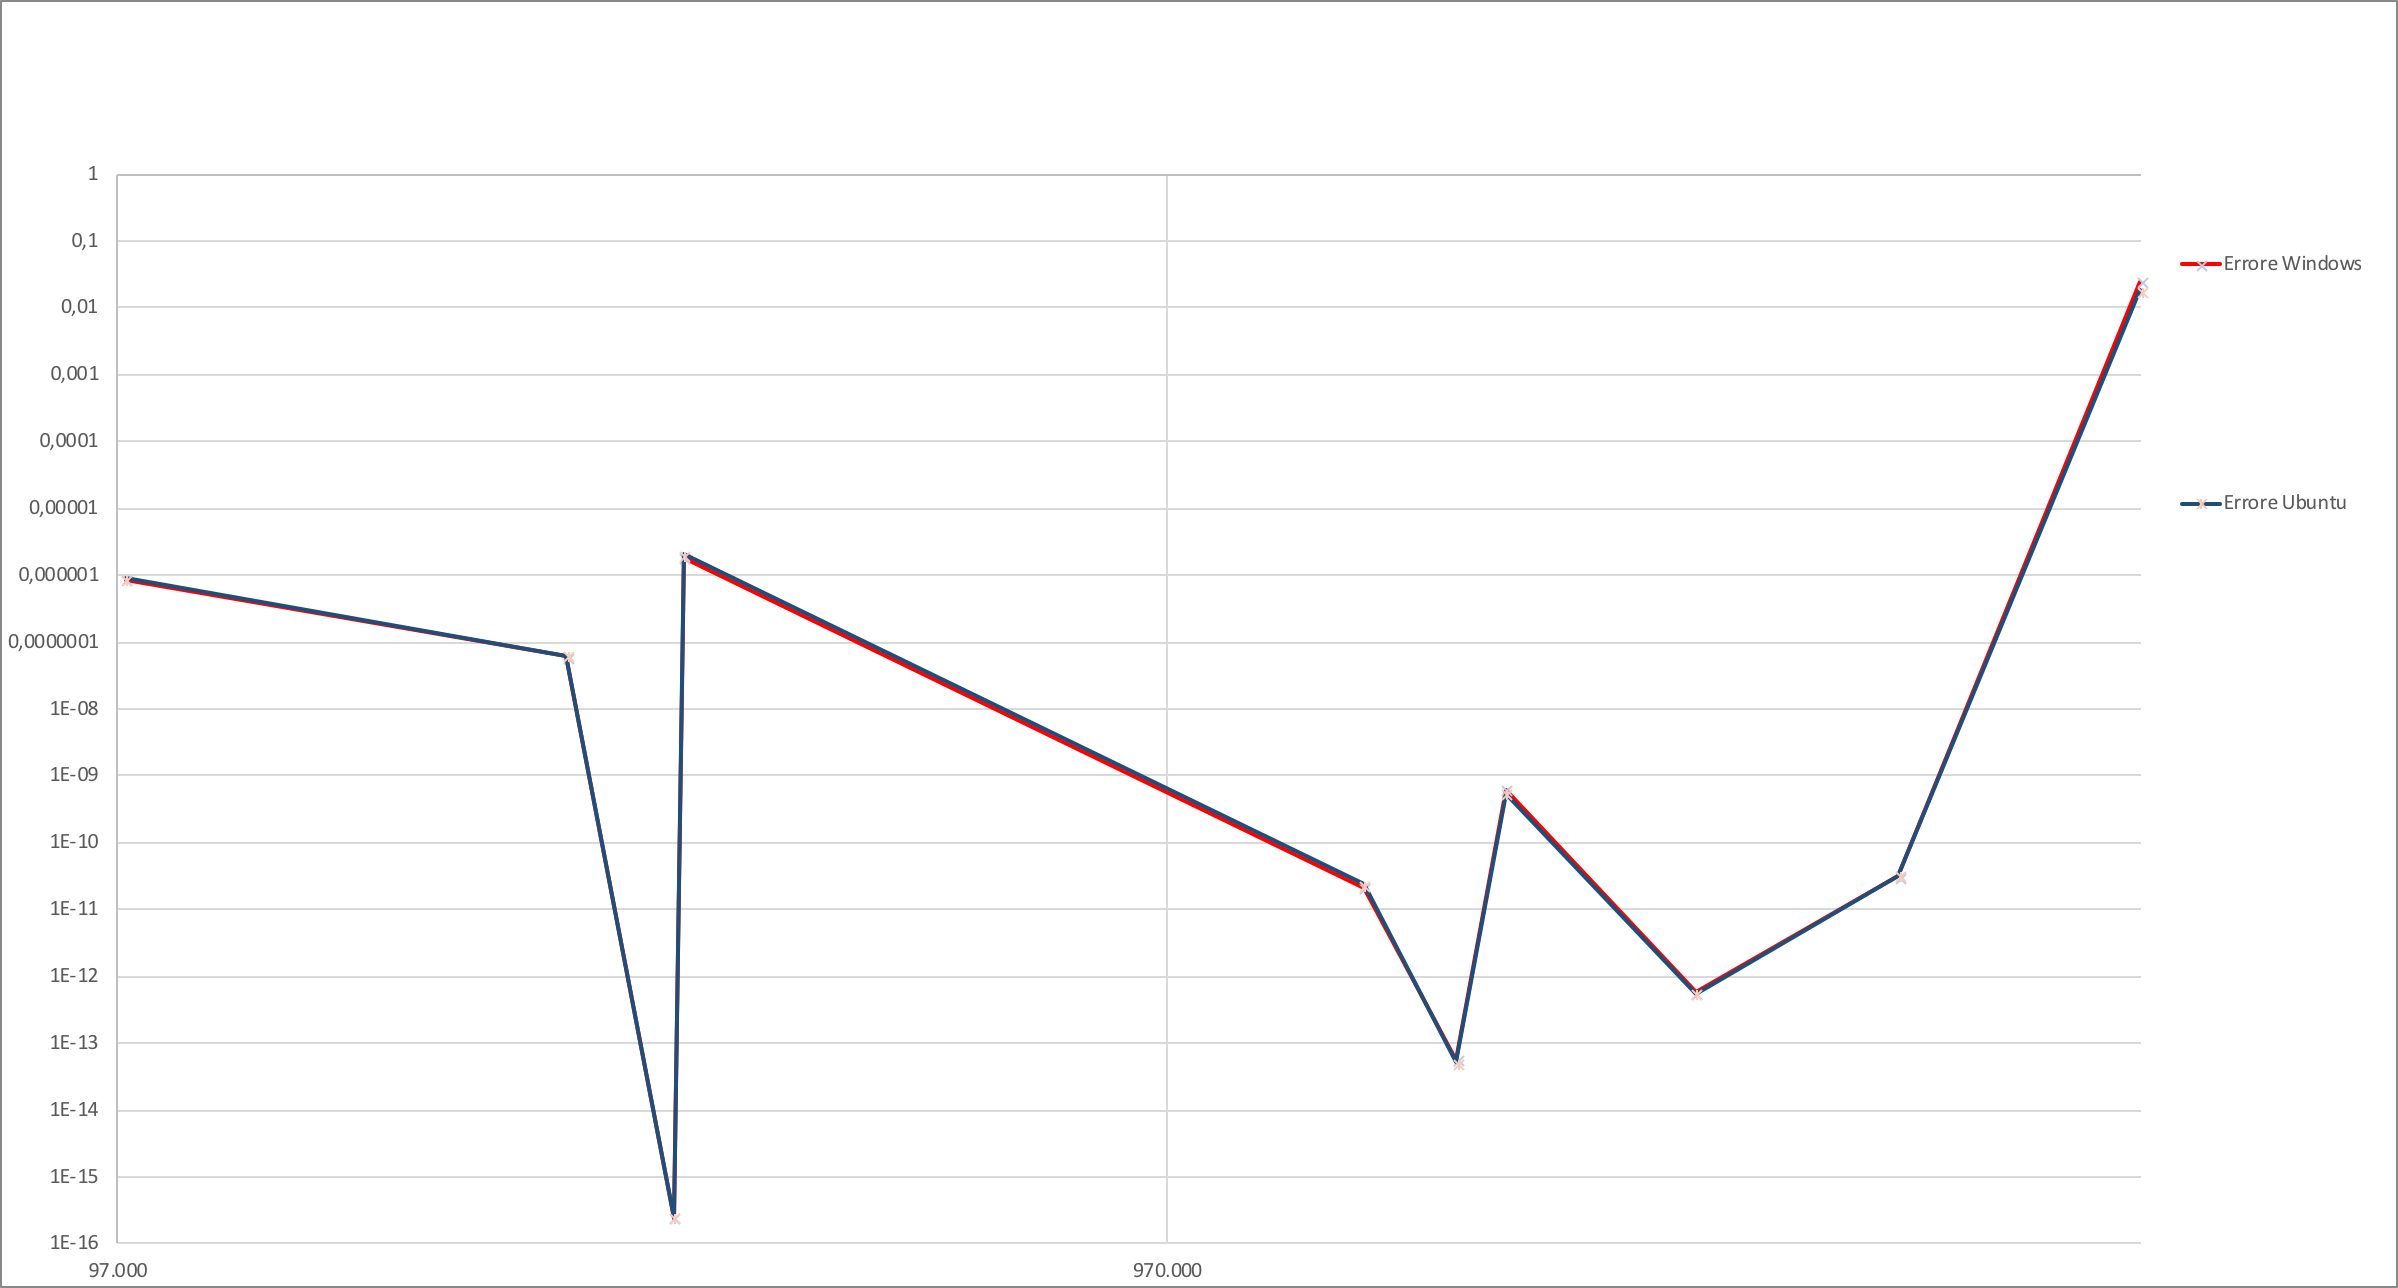 1
0,1
0,01
0,001
0,0001
0,00001
0,000001
0,0000001
1E-08
1E-09
1E-10
1E-11
1E-12
1E-13
1E-14
1E-15
1E-16
97.000
970.000
Errore Windows
Errore Ubuntu